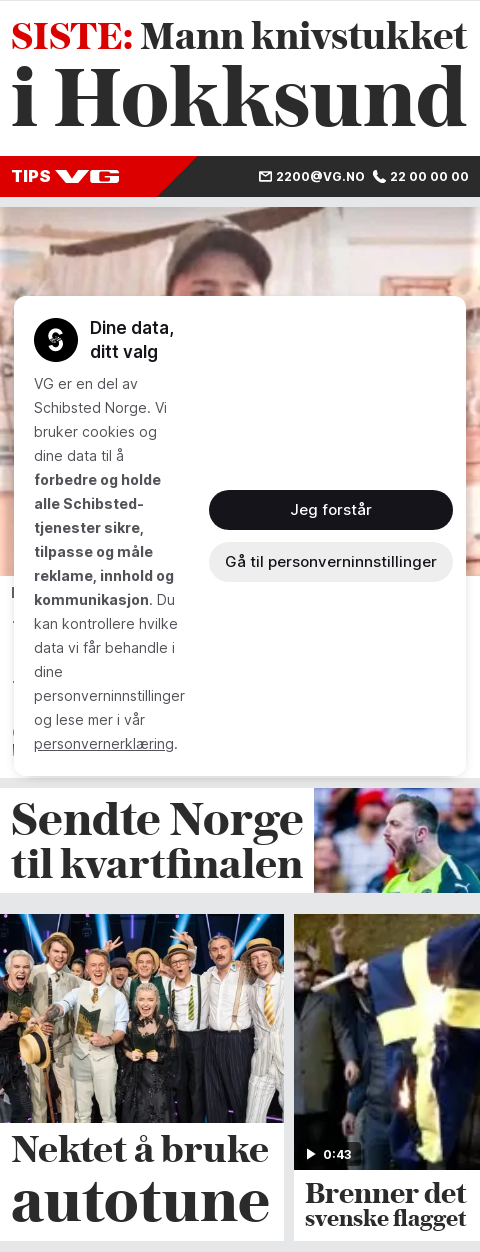 SISTE: Mann knivstukket
i Hokksund
TIPS VG
2200@VG.NO 22 00 00 00
Dine data,
ditt valg
VG er en del av
Schibsted Norge. Vi
bruker cookies og
dine data til å
forbedre og holde
alle Schibsted-
tjenester sikre,
tilpasse og måle
reklame, innhold og
kommunikasjon. Du
kan kontrollere hvilke
data vi får behandle i
dine
personverninnstillinger
og lese mer i vår
personvernerklæring.
Jeg forstår
Gå til personverninnstillinger
Sendte Norge
til kvartfinalen
Nektet å bruke
autotune
0:43
Brenner det
svenske flagget